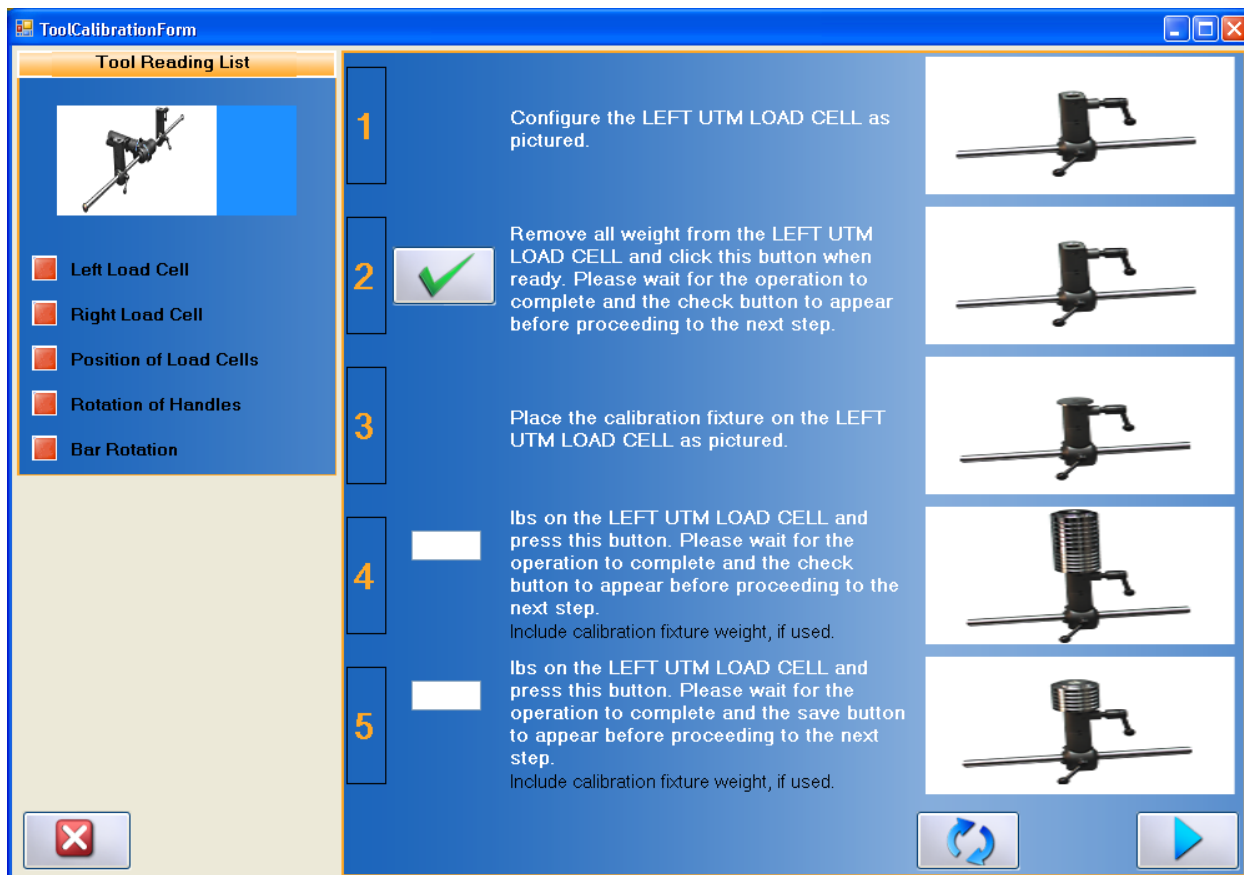 ToolCalibrationForm
Tool Reading List
Left Load Cell
Right Load Cell
Position of Load Cells
Rotation of Handles
Bar Rotation
1
Configure the LEFT UTM LOAD CELL as
pictured.
2
Remove all weight from the LEFT UTM
LOAD CELL and click this button when
ready. Please wait for the operation to
complete and the check button to appear
before proceeding to the next step.
3
Place the calibration fixture on the LEFT
UTM LOAD CELL as pictured.
4
lbs on the LEFT UTM LOAD CELL and
press this button. Please wait for the
operation to complete and the check
button to appear before proceeding to the
next step.
Include calibration fixture weight, if used.
5
lbs on the LEFT UTM LOAD CELL and
press this button. Please wait for the
operation to complete and the save button
to appear before proceeding to the next
step.
Include calibration fixture weight, if used.